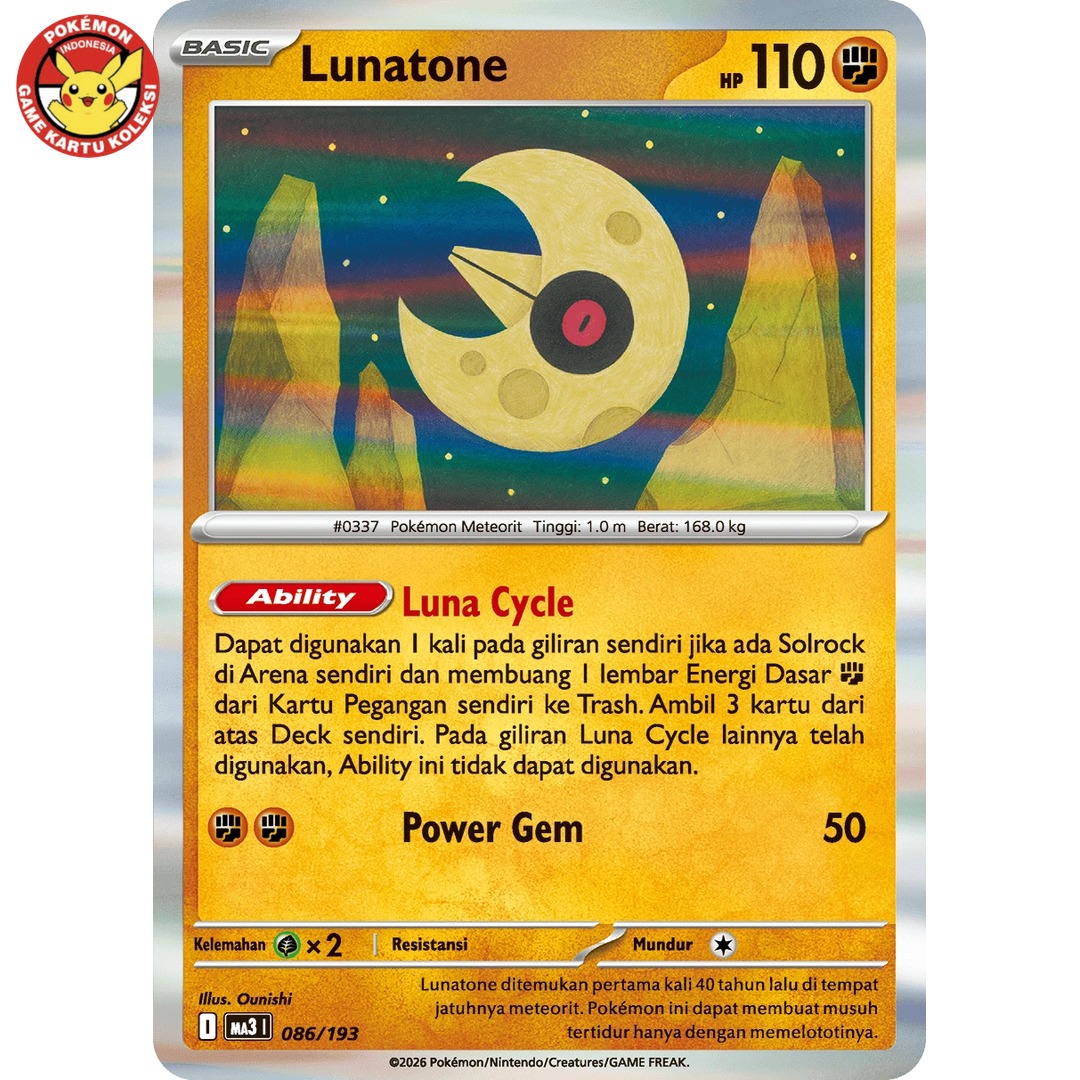 POKÉMON
INDONESIA
GAME KARTU KOLEKSI
BASIC
Lunatone
HP 110
#0337 Pokémon Meteorit Tinggi: 1.0 m Berat: 168.0 kg
Ability Luna Cycle
Dapat digunakan 1 kali pada giliran sendiri jika ada Solrock
di Arena sendiri dan membuang 1 lembar Energi Dasar
dari Kartu Pegangan sendiri ke Trash. Ambil 3 kartu dari
atas Deck sendiri. Pada giliran Luna Cycle lainnya telah
digunakan, Ability ini tidak dapat digunakan.
Power Gem 50
Kelemahan ×2 Resistansi Mundur
Lunatone ditemukan pertama kali 40 tahun lalu di tempat
jatuhnya meteorit. Pokémon ini dapat membuat musuh
tertidur hanya dengan memelototinya.
Illus. Ounishi
I MA3 I 086/193
©2026 Pokémon/Nintendo/Creatures/GAME FREAK.